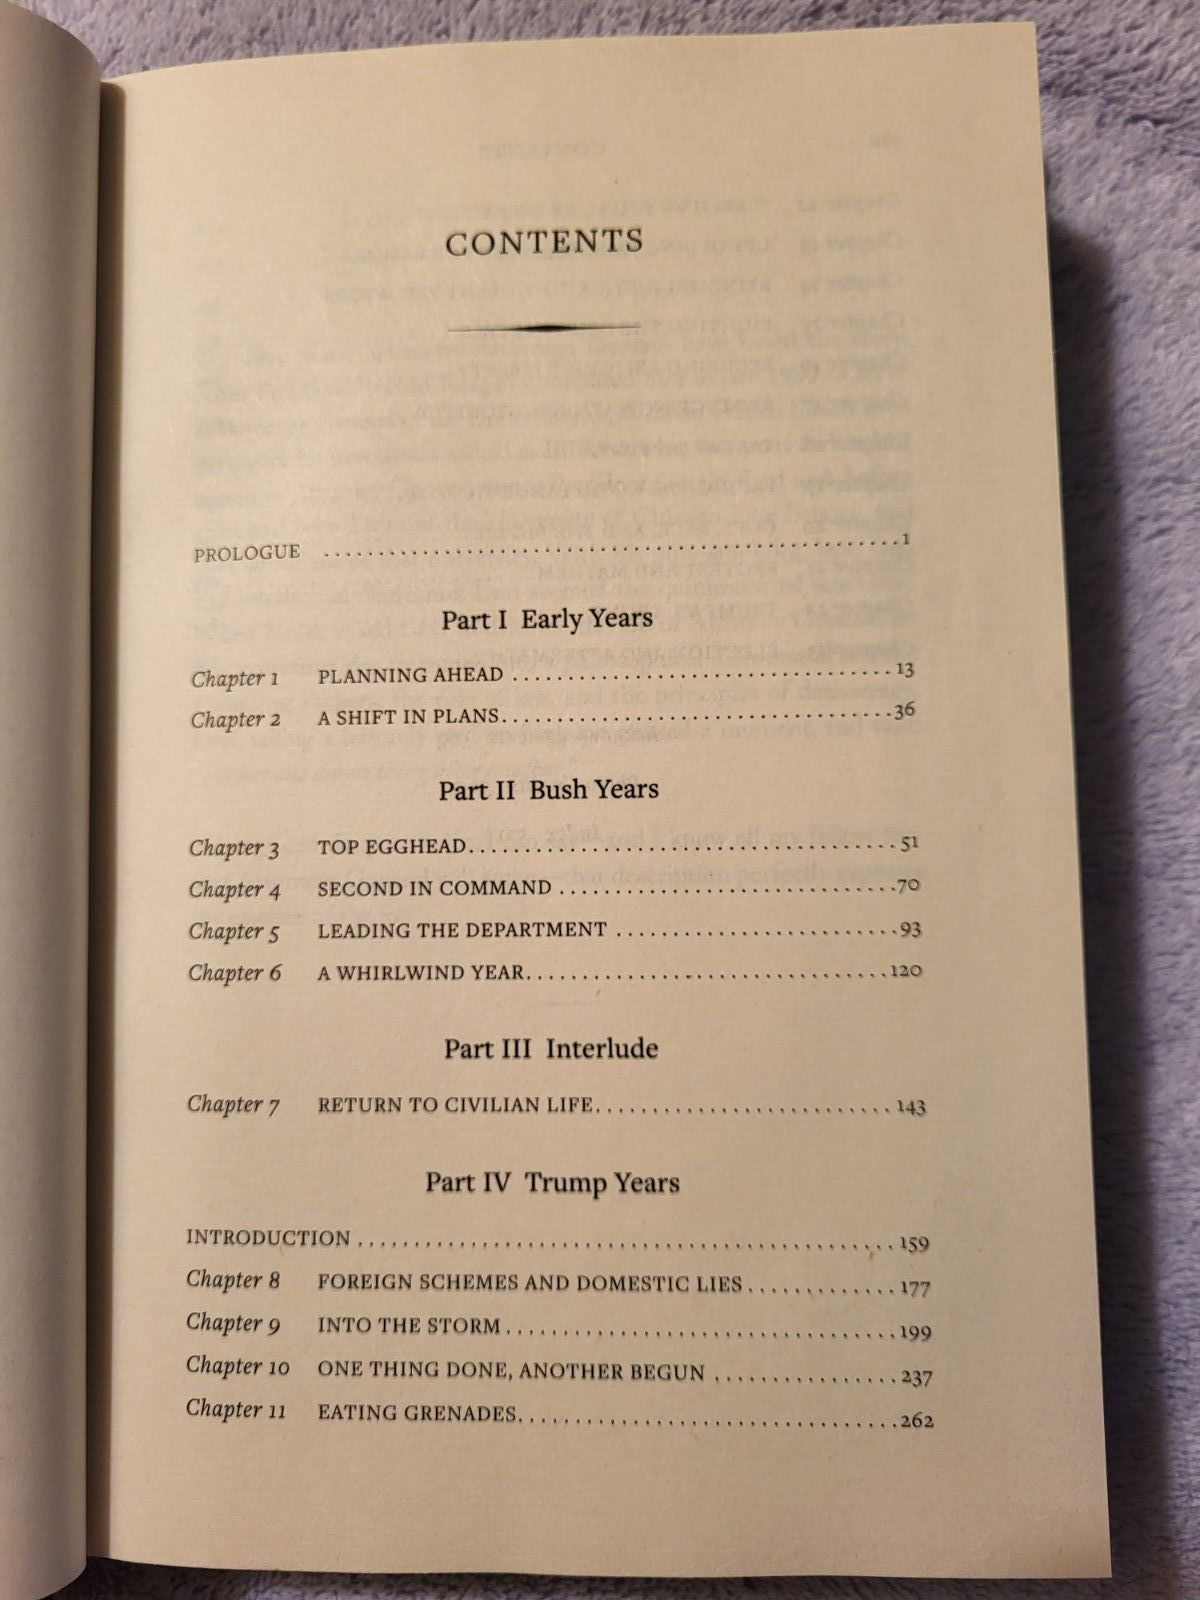 CONTENTS
PROLOGUE ........................................................1
Part I Early Years
Chapter 1 PLANNING AHEAD ....................................13
Chapter 2 A SHIFT IN PLANS....................................36
Part II Bush Years
Chapter 3 TOP EGGHEAD.......................................51
Chapter 4 SECOND IN COMMAND ..............................70
Chapter 5 LEADING THE DEPARTMENT .........................93
Chapter 6 A WHIRLWIND YEAR.................................120
Part III Interlude
Chapter 7 RETURN TO CIVILIAN LIFE...........................143
Part IV Trump Years
INTRODUCTION ................................................159
Chapter 8 FOREIGN SCHEMES AND DOMESTIC LIES .............177
Chapter 9 INTO THE STORM ...................................199
Chapter 10 ONE THING DONE, ANOTHER BEGUN ................237
Chapter 11 EATING GRENADES..................................262